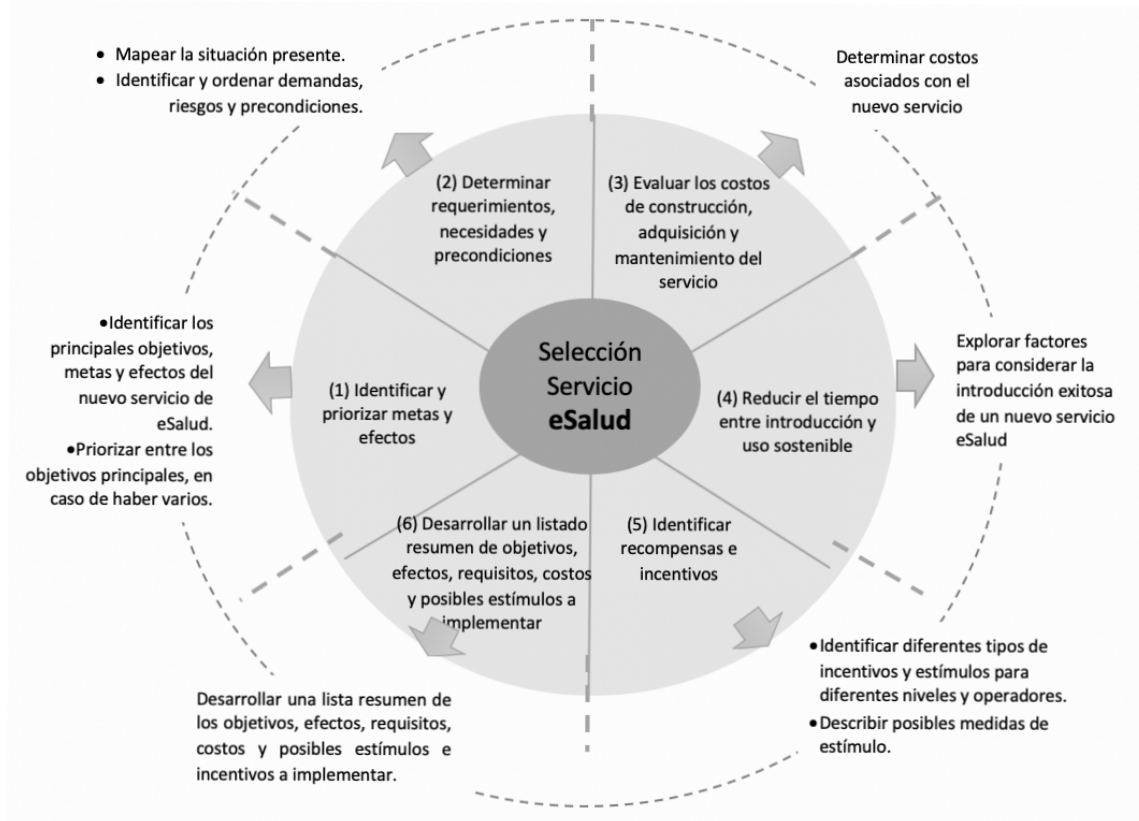 • Mapear la situación presente.
• Identificar y ordenar demandas,
riesgos y precondiciones.
Determinar costos
asociados con el
nuevo servicio
(2) Determinar
requerimientos,
necesidades y
precondiciones
(3) Evaluar los costos
de construcción,
adquisición y
mantenimiento del
servicio
•Identificar los
principales objetivos,
metas y efectos del
nuevo servicio de
eSalud.
•Priorizar entre los
objetivos principales, en
caso de haber varios.
(1) Identificar y
priorizar metas y
efectos
Selección
Servicio
eSalud
(4) Reducir el tiempo
entre introducción y
uso sostenible
Explorar factores
para considerar la
introducción exitosa
de un nuevo servicio
eSalud
(6) Desarrollar un listado
resumen de objetivos,
efectos, requisitos, costos
y posibles estímulos a
implementar
(5) Identificar
recompensas e
incentivos
Desarrollar una lista resumen de
los objetivos, efectos, requisitos,
costos y posibles estímulos e
incentivos a implementar.
•Identificar diferentes tipos de
incentivos y estímulos para
diferentes niveles y operadores.
•Describir posibles medidas de
estímulo.